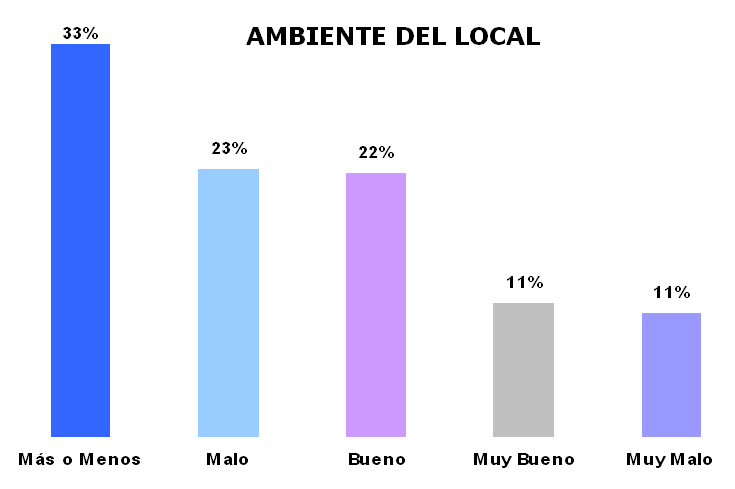 AMBIENTE DEL LOCAL
33%
23%
22%
11%
11%
Más o Menos
Malo
Bueno
Muy Bueno
Muy Malo